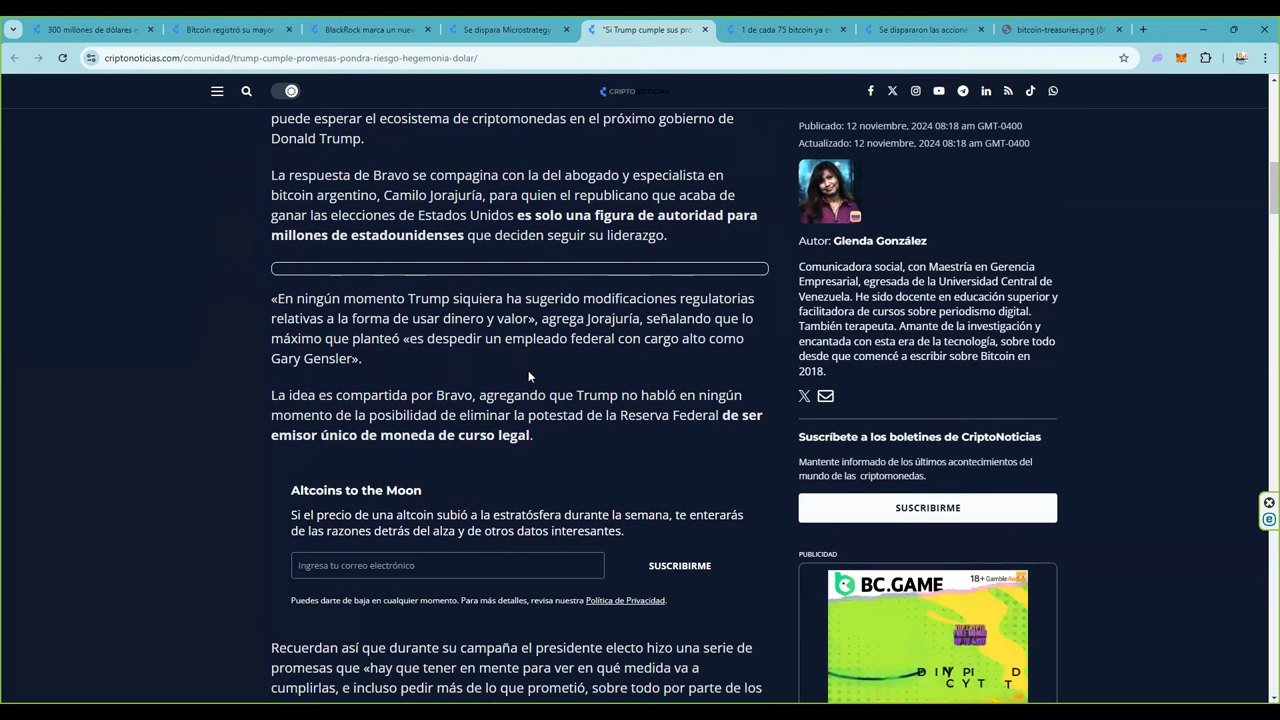 300 millones de dólares e
Bitcoin registró su mayor
BlackRock marca un nue
Se dispara Microstrategy
"Si Trump cumple sus pro
1 de cada 75 bitcoin ya es
Se dispararon las accione
bitcoin-treasuries.png (80
criptonoticias.com/comunidad/trump-cumple-promesas-pondra-riesgo-hegemonia-dolar/
CRIPTONOTICIAS
puede esperar el ecosistema de criptomonedas en el próximo gobierno de
Donald Trump.
La respuesta de Bravo se compagina con la del abogado y especialista en
bitcoin argentino, Camilo Jorajuría, para quien el republicano que acaba de
ganar las elecciones de Estados Unidos es solo una figura de autoridad para
millones de estadounidenses que deciden seguir su liderazgo.
«En ningún momento Trump siquiera ha sugerido modificaciones regulatorias
relativas a la forma de usar dinero y valor», agrega Jorajuría, señalando que lo
máximo que planteó «es despedir un empleado federal con cargo alto como
Gary Gensler».
La idea es compartida por Bravo, agregando que Trump no habló en ningún
momento de la posibilidad de eliminar la potestad de la Reserva Federal de ser
emisor único de moneda de curso legal.
Altcoins to the Moon
Si el precio de una altcoin subió a la estratósfera durante la semana, te enterarás
de las razones detrás del alza y de otros datos interesantes.
Ingresa tu correo electrónico
SUSCRIBIRME
Puedes darte de baja en cualquier momento. Para más detalles, revisa nuestra Política de Privacidad.
Recuerdan así que durante su campaña el presidente electo hizo una serie de
promesas que «hay que tener en mente para ver en qué medida va a
cumplirlas, e incluso pedir más de lo que prometió, sobre todo por parte de los
Publicado: 12 noviembre, 2024 08:18 am GMT-0400
Actualizado: 12 noviembre, 2024 08:18 am GMT-0400
Autor: Glenda González
Comunicadora social, con Maestría en Gerencia
Empresarial, egresada de la Universidad Central de
Venezuela. He sido docente en educación superior y
facilitadora de cursos sobre periodismo digital.
También terapeuta. Amante de la investigación y
encantada con esta era de la tecnología, sobre todo
desde que comencé a escribir sobre Bitcoin en
2018.
Suscríbete a los boletines de CriptoNoticias
Mantente informado de los últimos acontecimientos del
mundo de las criptomonedas.
SUSCRIBIRME
PUBLICIDAD
BC.GAME
18+